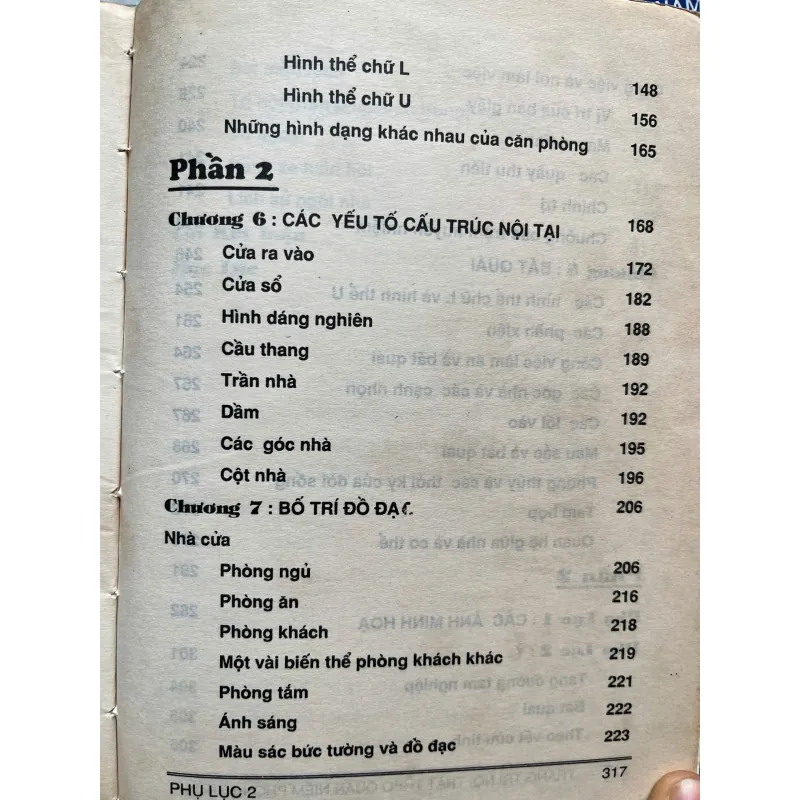 Hình thể chữ L 148
Hình thể chữ U 156
Những hình dạng khác nhau của căn phòng 165
Phần 2
Chương 6 : CÁC YẾU TỐ CẤU TRÚC NỘI TẠI 168
Cửa ra vào 172
Cửa sổ 182
Hình dáng nghiên 188
Cầu thang 189
Trần nhà 192
Dầm 192
Các góc nhà 195
Cột nhà 196
Chương 7 : BỐ TRÍ ĐỒ ĐẠC 206
Nhà cửa
Phòng ngủ 206
Phòng ăn 216
Phòng khách 218
Một vài biến thể phòng khách khác 219
Phòng tắm 221
Ánh sáng 222
Màu sác bức tường và đồ đạc 223
PHỤ LỤC 2 317